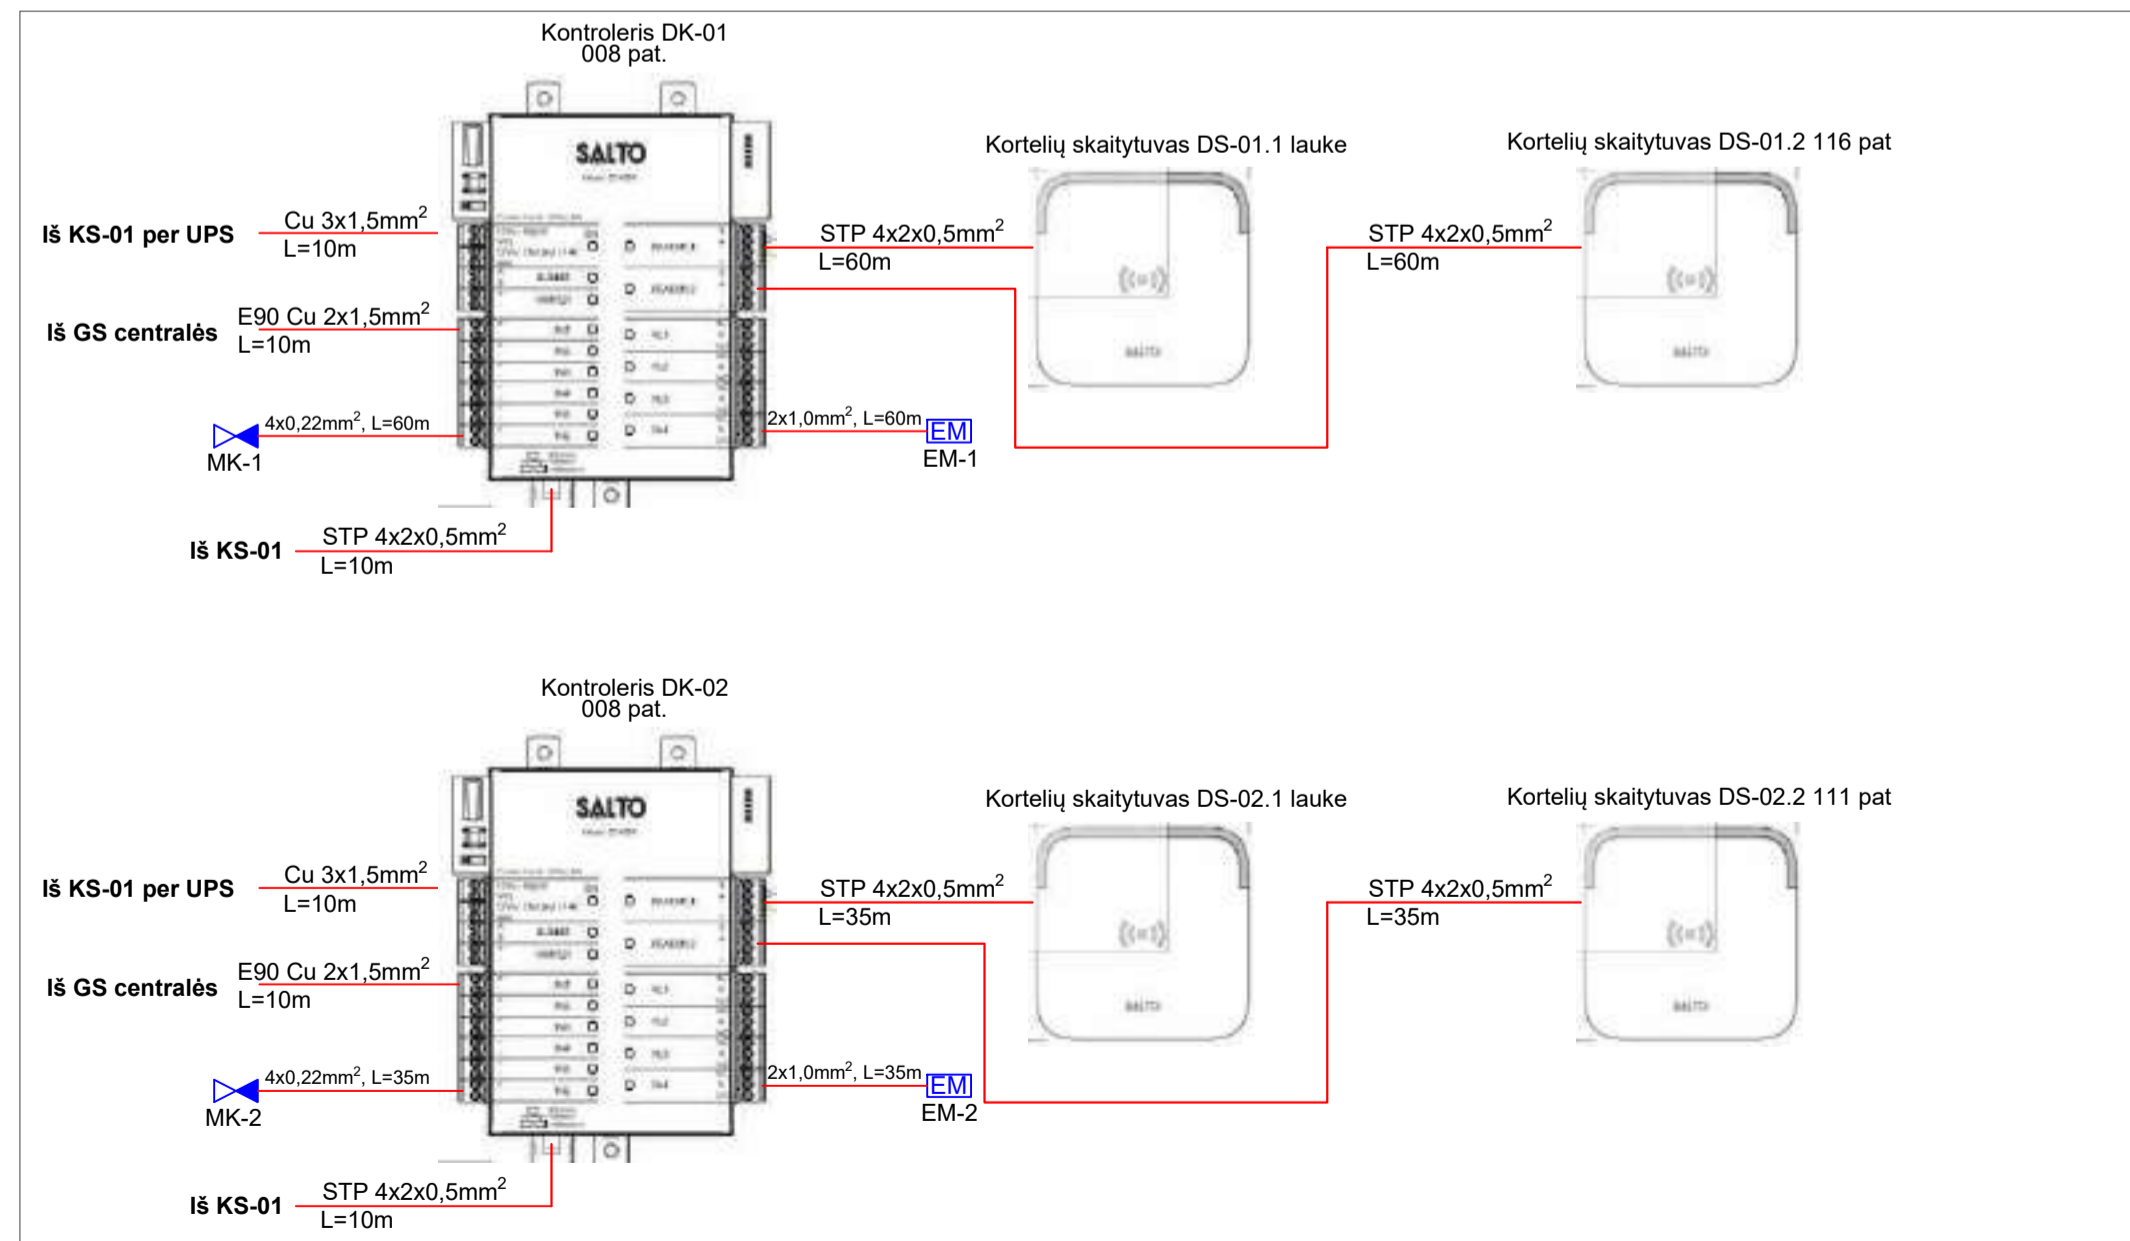 Kontroleris DK-01
008 pat.
SALTO
Kortelių skaitytuvas DS-01.1 lauke
Kortelių skaitytuvas DS-01.2 116 pat
Iš KS-01 per UPS
Cu 3x1,5mm²
L=10m
STP 4x2x0,5mm²
L=60m
STP 4x2x0,5mm²
L=60m
Iš GS centralės
E90 Cu 2x1,5mm²
L=10m
SALTO
SALTO
4x0,22mm², L=60m
MK-1
2x1,0mm², L=60m
EM
EM-1
Iš KS-01
STP 4x2x0,5mm²
L=10m
Kontroleris DK-02
008 pat.
SALTO
Kortelių skaitytuvas DS-02.1 lauke
Kortelių skaitytuvas DS-02.2 111 pat
Iš KS-01 per UPS
Cu 3x1,5mm²
L=10m
STP 4x2x0,5mm²
L=35m
STP 4x2x0,5mm²
L=35m
Iš GS centralės
E90 Cu 2x1,5mm²
L=10m
SALTO
SALTO
4x0,22mm², L=35m
MK-2
2x1,0mm², L=35m
EM
EM-2
Iš KS-01
STP 4x2x0,5mm²
L=10m